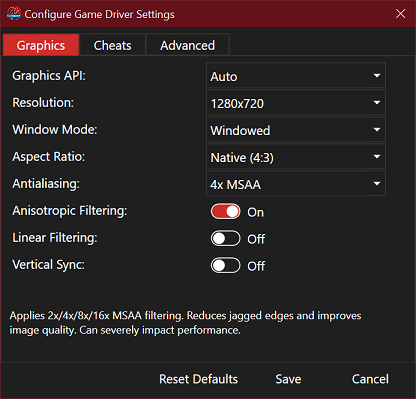 Configure Game Driver Settings
Graphics Cheats Advanced
Graphics API: Auto
Resolution: 1280x720
Window Mode: Windowed
Aspect Ratio: Native (4:3)
Antialiasing: 4x MSAA
Anisotropic Filtering: On
Linear Filtering: Off
Vertical Sync: Off
Applies 2x/4x/8x/16x MSAA filtering. Reduces jagged edges and improves
image quality. Can severely impact performance.
Reset Defaults Save Cancel